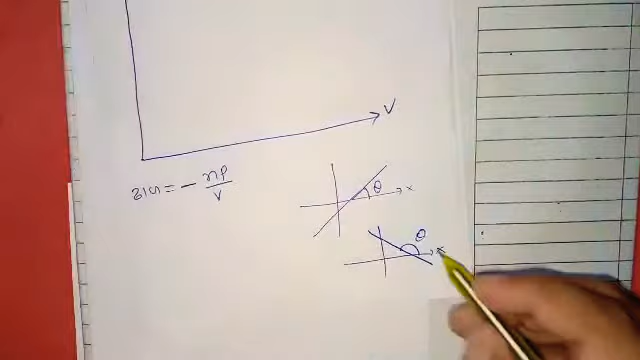 V
ঢাল = - nP/V
θ
x
θ
x